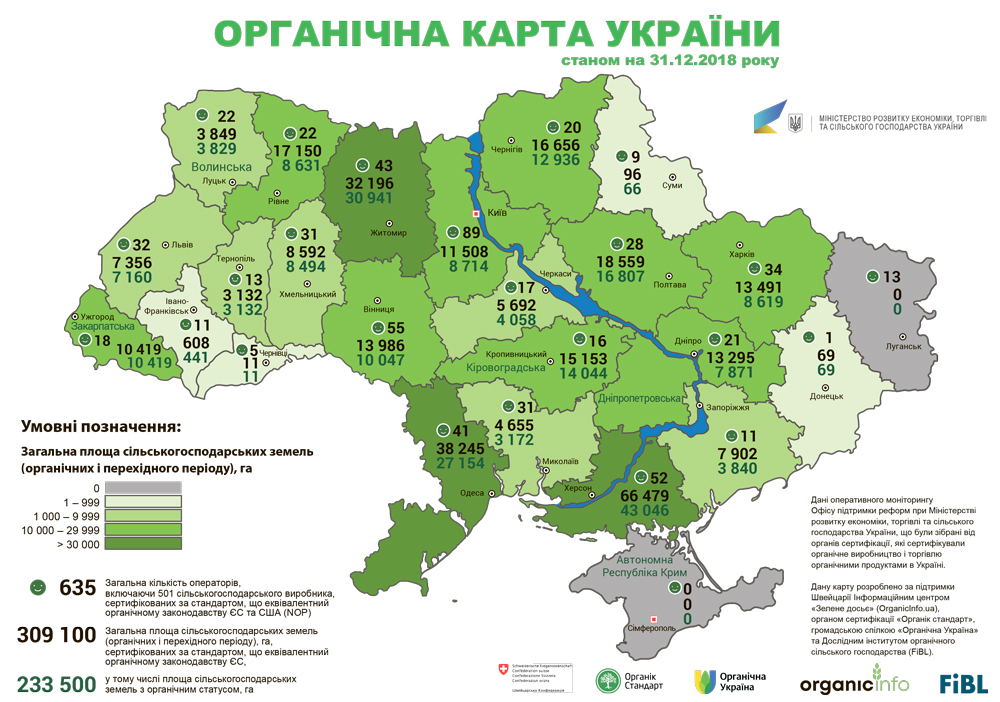 ОРГАНІЧНА КАРТА УКРАЇНИ
станом на 31.12.2018 року
МІНІСТЕРСТВО РОЗВИТКУ ЕКОНОМІКИ, ТОРГІВЛІ
ТА СІЛЬСЬКОГО ГОСПОДАРСТВА УКРАЇНИ
22
3 849
3 829
Волинська
Луцьк
22
17 150
8 631
Рівне
43
32 196
30 941
Житомир
Київ
89
11 508
8 714
20
16 656
12 936
Чернігів
9
96
66
Суми
32
Львів
7 356
7 160
Тернопіль
13
3 132
3 132
31
8 592
8 494
Хмельницький
Вінниця
55
13 986
10 047
Черкаси
17
5 692
4 058
28
18 559
16 807
Полтава
Харків
34
13 491
8 619
13
0
0
Луганськ
Ужгород
Закарпатська
18
10 419
10 419
Івано-
Франківськ
11
608
441
5
Чернівці
11
11
16
Кропивницький
15 153
Кіровоградська
14 044
Дніпро
21
13 295
7 871
Дніпропетровська
1
69
69
Донецьк
Запоріжжя
11
7 902
3 840
41
38 245
27 154
Одеса
31
4 655
3 172
Миколаїв
52
Херсон
66 479
43 046
Автономна
Республіка Крим
0
0
0
Сімферополь
Умовні позначення:
Загальна площа сільськогосподарських земель
(органічних і перехідного періоду), га
0
1 – 999
1 000 – 9 999
10 000 – 29 999
> 30 000
635
Загальна кількість операторів,
включаючи 501 сільськогосподарського виробника,
сертифікованих за стандартом, що еквівалентний
органічному законодавству ЄС та США (NOP)
309 100
Загальна площа сільськогосподарських земель
(органічних і перехідного періоду), га,
сертифікованих за стандартом, що еквівалентний
органічному законодавству ЄС,
233 500
у тому числі площа сільськогосподарських
земель з органічним статусом, га
Дані оперативного моніторингу
Офісу підтримки реформ при Міністерстві
розвитку економіки, торгівлі та сільського
господарства України, що були зібрані від
органів сертифікації, які сертифікували
органічне виробництво і торгівлю
органічними продуктами в Україні.
Дану карту розроблено за підтримки
Швейцарії Інформаційним центром
«Зелене досьє» (OrganicInfo.ua),
органом сертифікації «Органік стандарт»,
громадською спілкою «Органічна Україна»
та Дослідним інститутом органічного
сільського господарства (FiBL).
Schweizerische Eidgenossenschaft
Confédération suisse
Confederazione Svizzera
Confederaziun svizra
Швейцарська Конфедерація
Органік
Стандарт
Органічна
Україна
organicinfo
FiBL